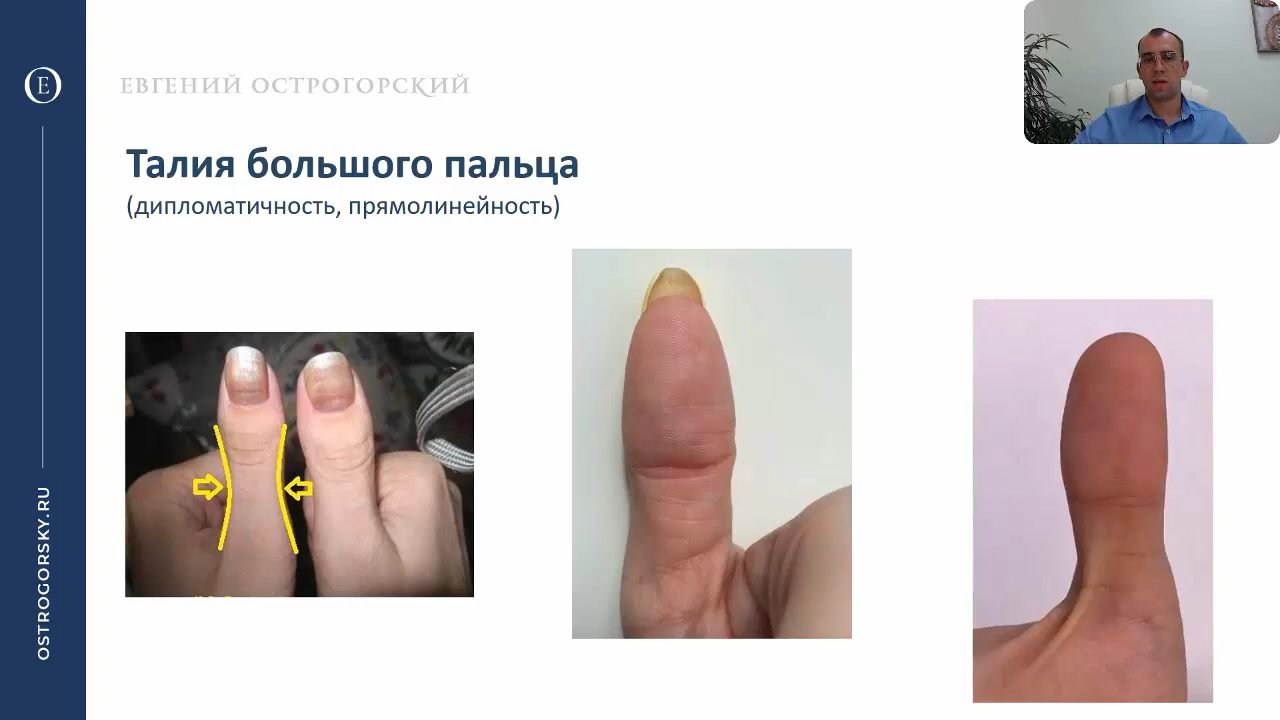 ЕВГЕНИЙ ОСТРОГОРСКИЙ
Талия большого пальца
(дипломатичность, прямолинейность)
OSTROGORSKY.RU